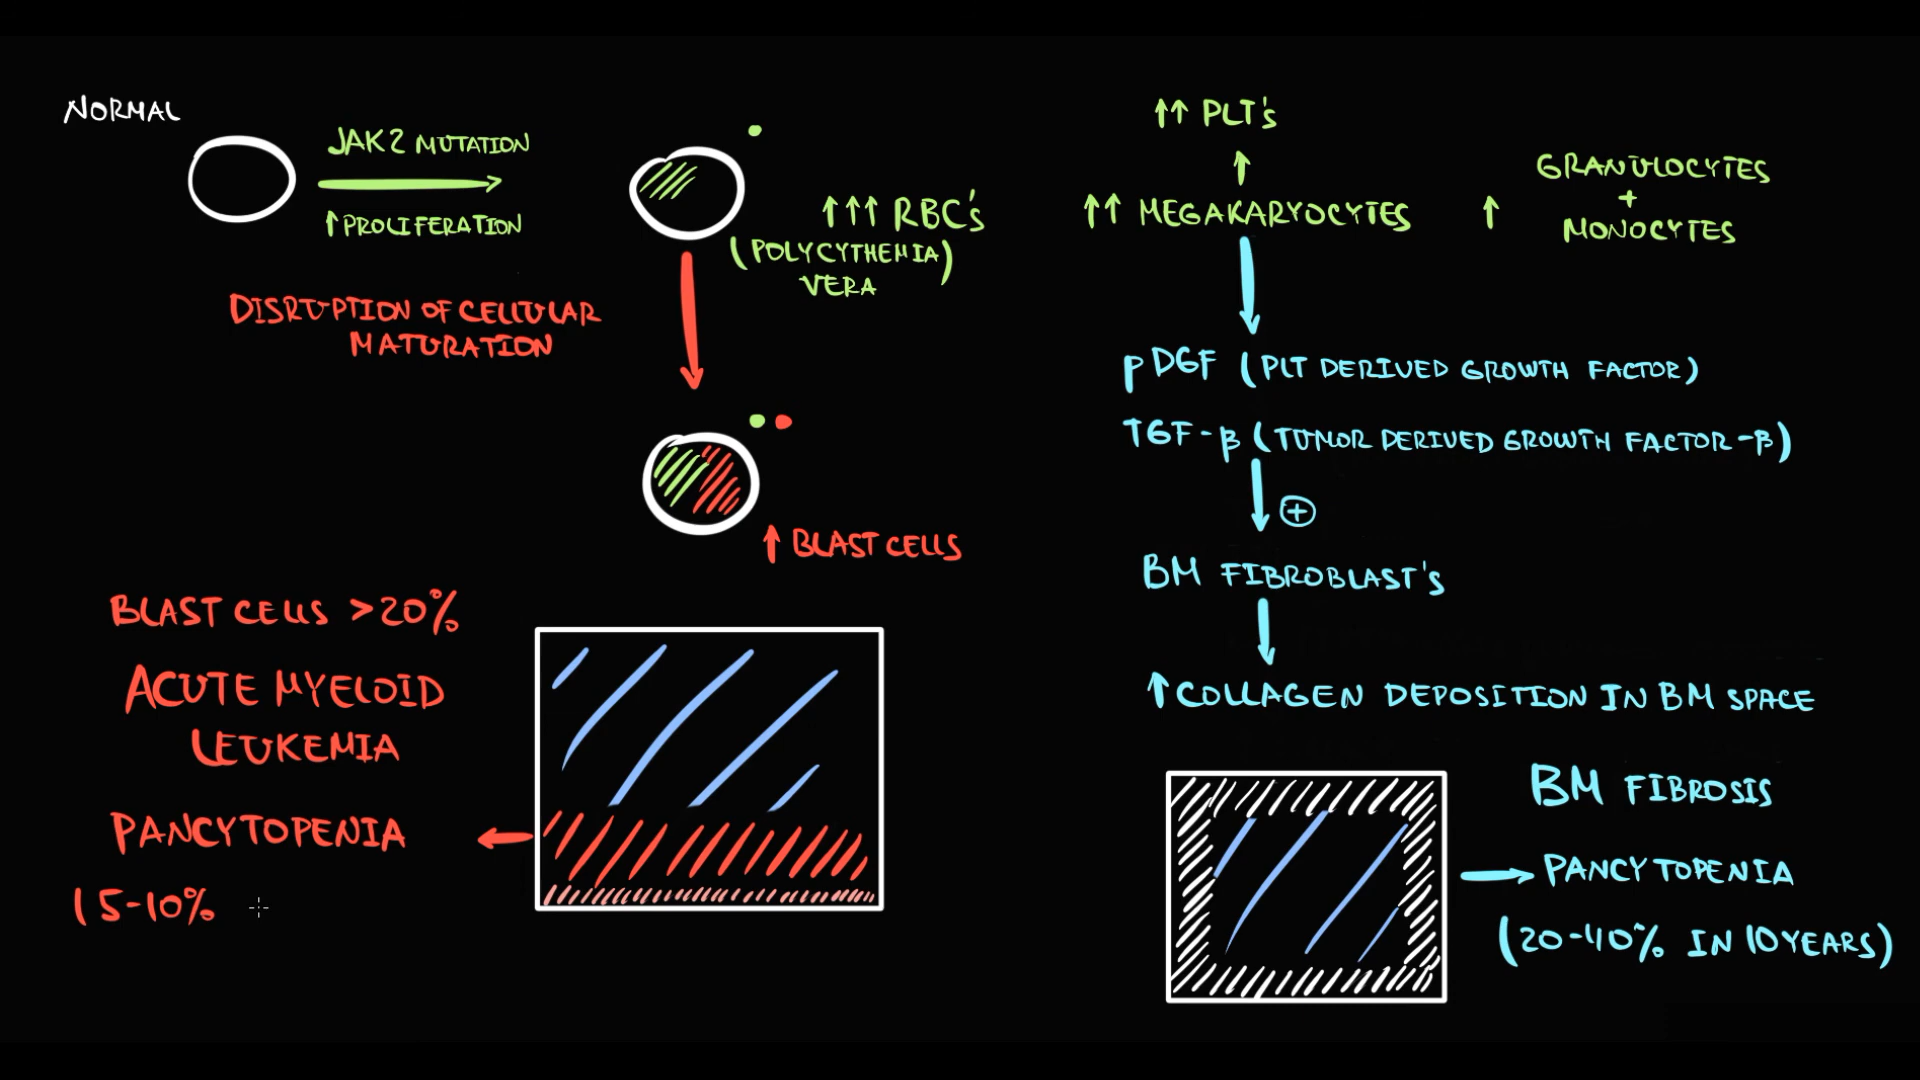 NORMAL
JAK2 MUTATION
↑ PROLIFERATION
↑↑↑ RBC's
(POLYCYTHEMIA)
VERA
DISRUPTION OF CELLULAR
MATURATION
↑ BLAST CELLS
BLAST CELLS >20%
ACUTE MYELOID
LEUKEMIA
PANCYTOPENIA
(5-10%
↑↑ PLT's
↑
↑↑ MEGAKARYOCYTES
↑ GRANULOCYTES
+
MONOCYTES
PDGF (PLT DERIVED GROWTH FACTOR)
TGF-β (TUMOR DERIVED GROWTH FACTOR-β)
+
BM FIBROBLAST's
↑ COLLAGEN DEPOSITION IN BM SPACE
BM FIBROSIS
PANCYTOPENIA
(20-40% IN 10 YEARS)